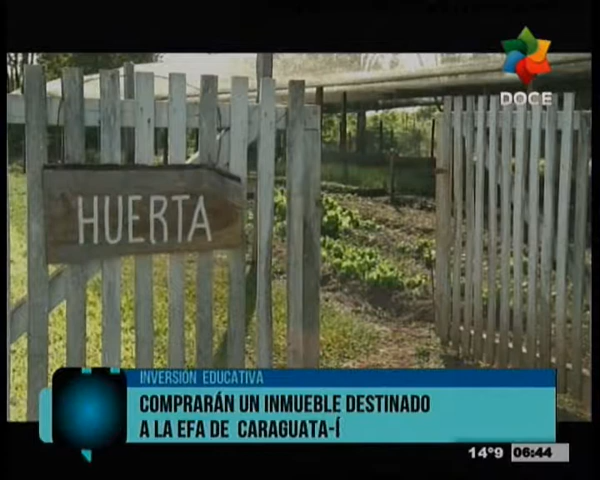 DOCE
HUERTA
INVERSIÓN EDUCATIVA
COMPRARÁN UN INMUEBLE DESTINADO
A LA EFA DE CARAGUATA-Í
14°9 06:44